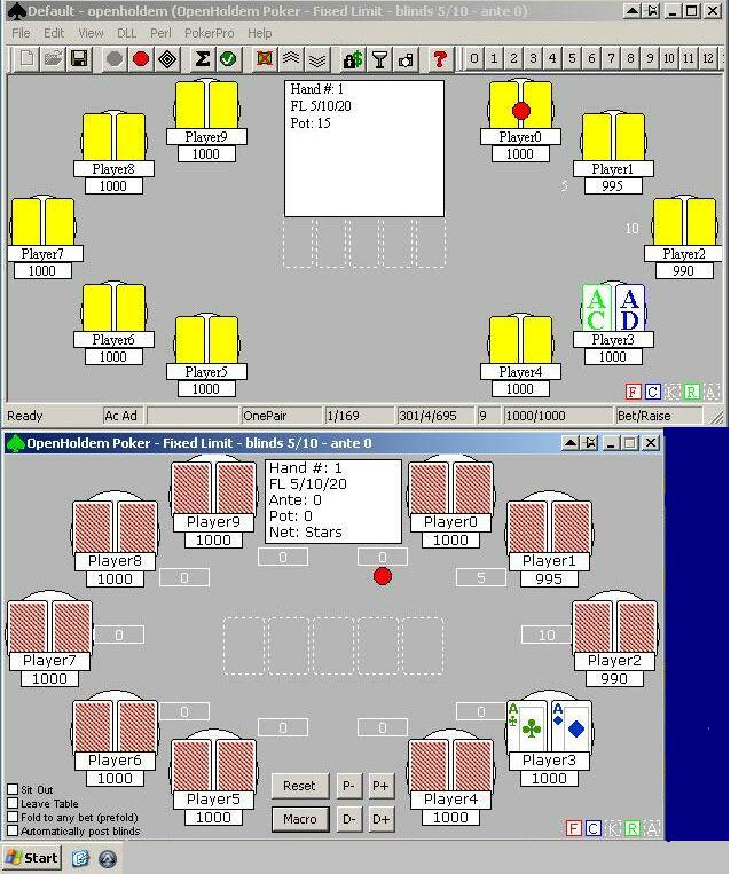 Default - openholdem (OpenHoldem Poker - Fixed Limit - blinds 5/10 - ante 0)
File Edit View DLL Perl PokerPro Help
Σ ? 0 1 2 3 4 5 6 7 8 9 10 11 12
Hand #: 1
FL 5/10/20
Pot: 15
Player9
1000
Player0
1000
Player8
1000
Player1
995
5
Player7
1000
10
Player2
990
A A
C D
Player3
1000
Player6
1000
Player5
1000
Player4
1000
F C K R A
Ready Ac Ad OnePair 1/169 301/4/695 9 1000/1000 Bet/Raise
OpenHoldem Poker - Fixed Limit - blinds 5/10 - ante 0
Hand #: 1
FL 5/10/20
Ante: 0
Pot: 0
Net: Stars
Player9
1000
Player0
1000
0 0
Player8
1000
0
5
Player1
995
Player7
1000
0
10
Player2
990
0
0
A A
Player3
1000
Player6
1000
0 0
Player5
1000
Player4
1000
Reset P- P+
Macro D- D+
Sit Out
Leave Table
Fold to any bet (prefold)
Automatically post blinds
F C K R A
Start